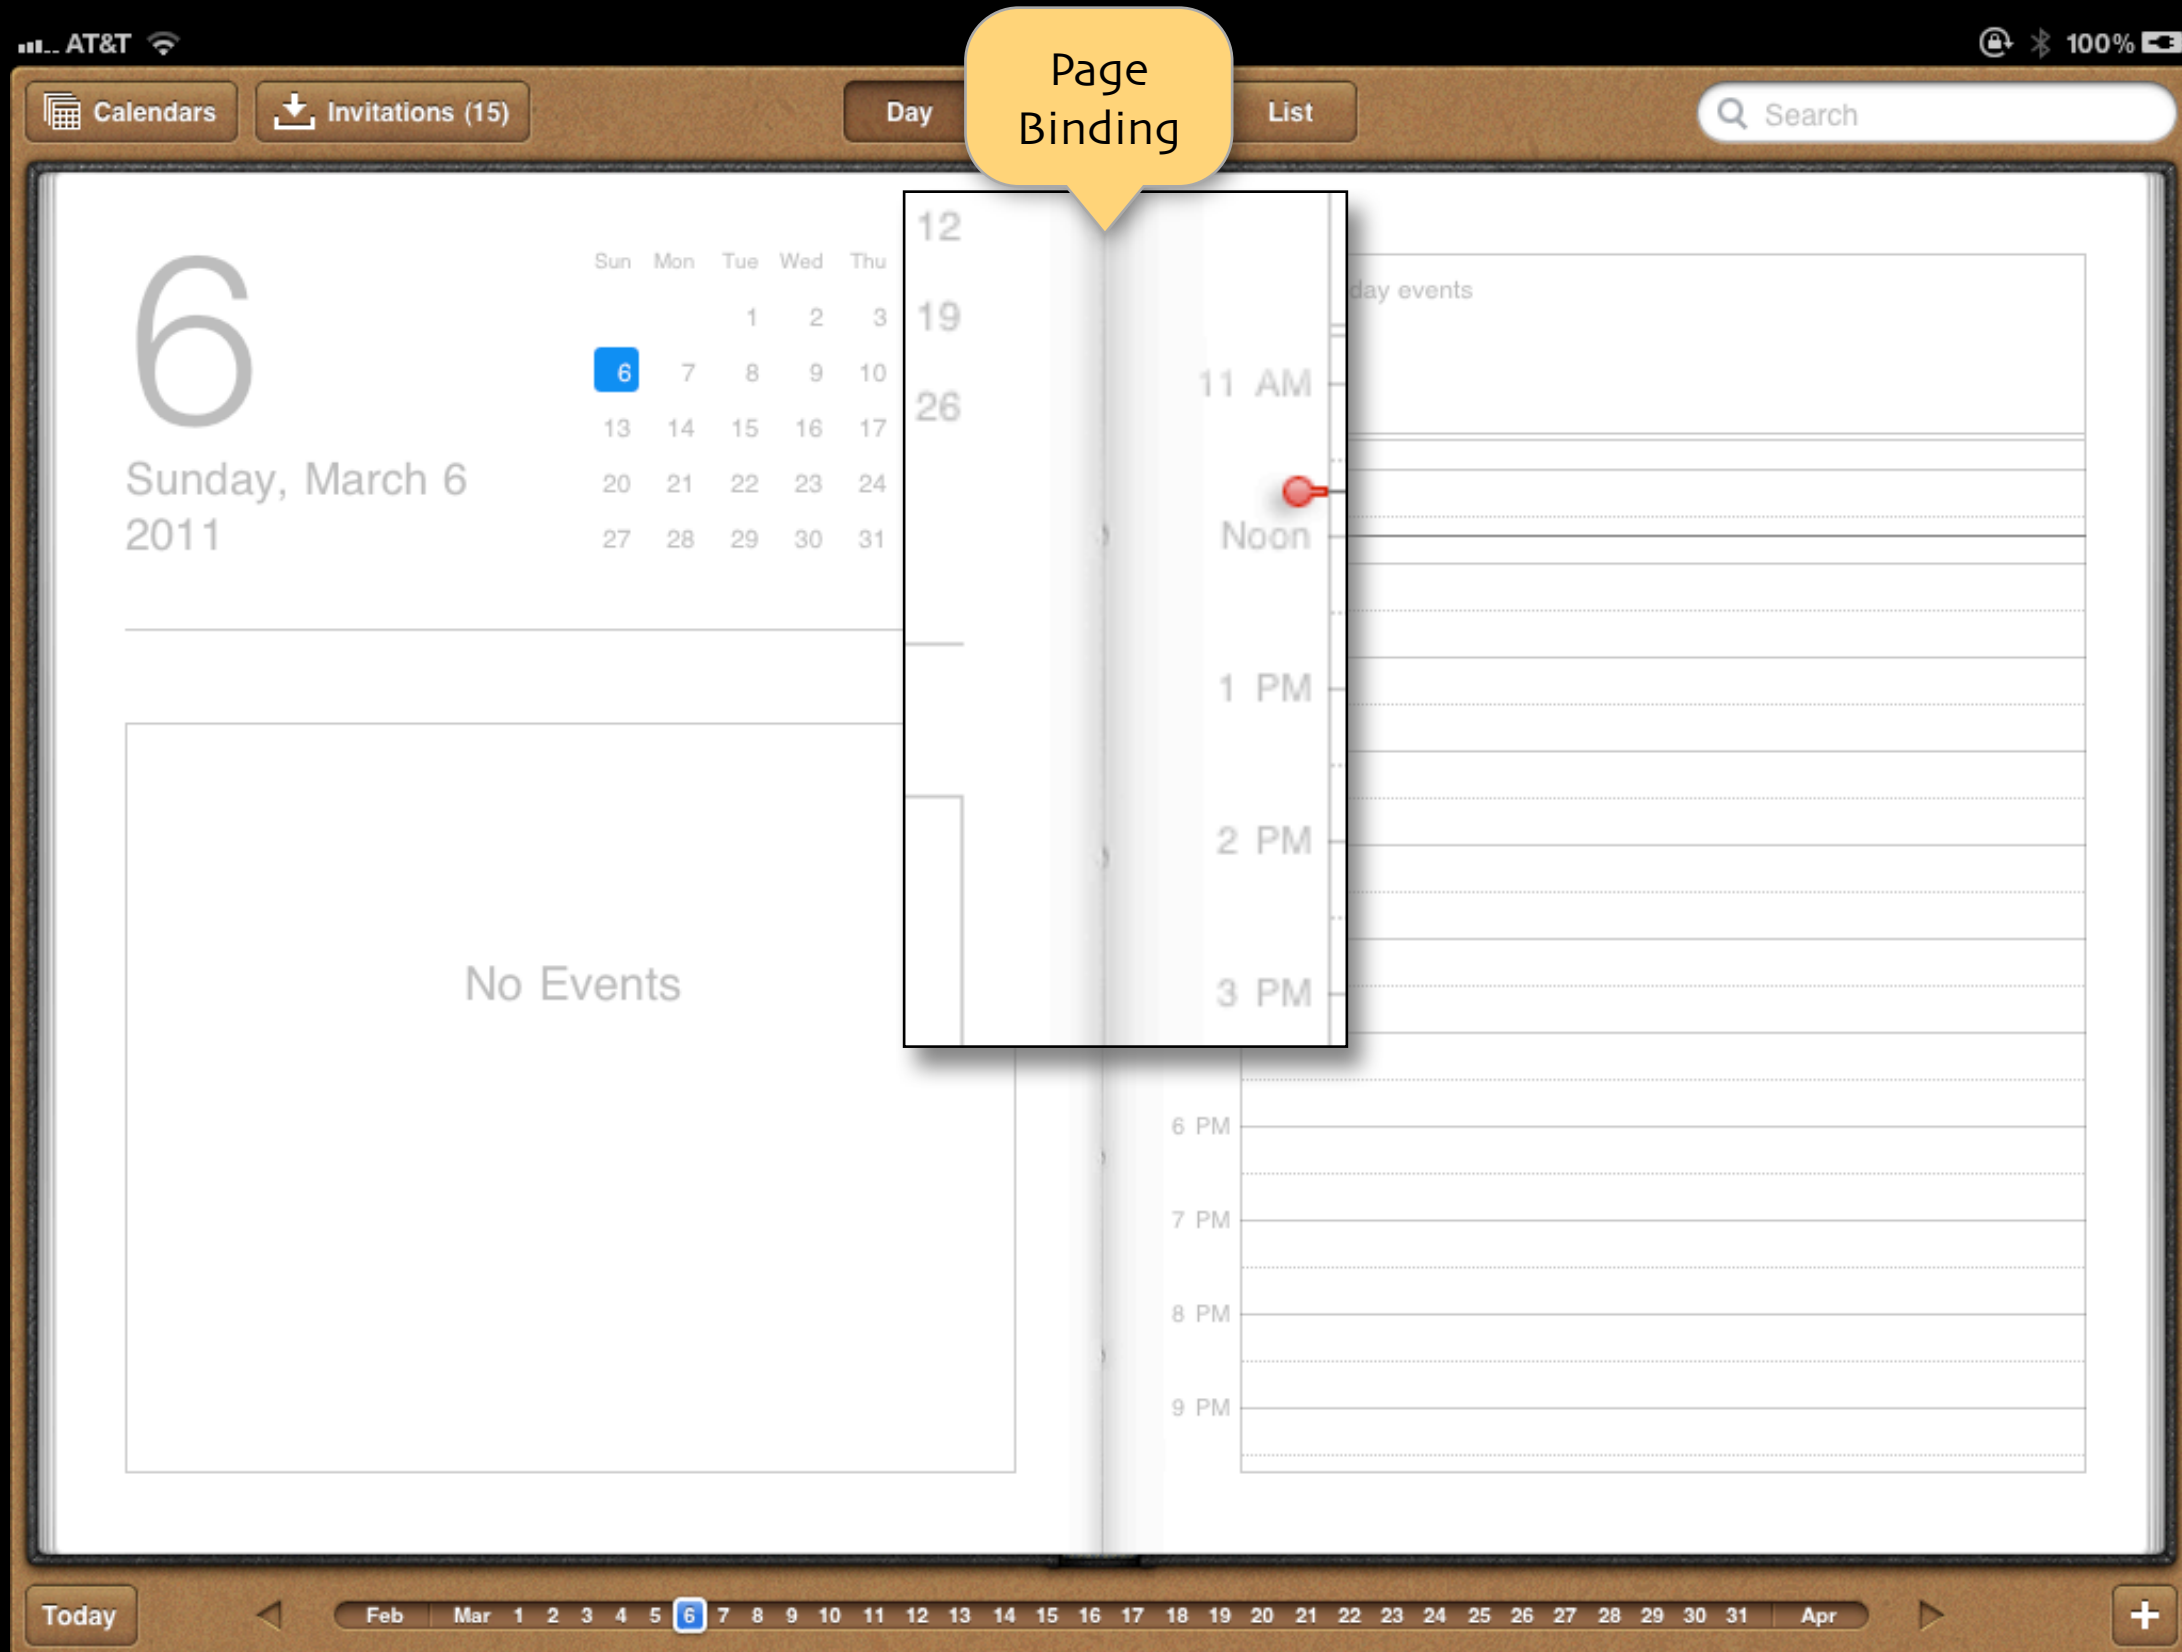 AT&T
100%
Page
Binding
Calendars
Invitations (15)
Day
List
Search
6
Sunday, March 6
2011
Sun Mon Tue Wed Thu
1 2 3
6 7 8 9 10
13 14 15 16 17
20 21 22 23 24
27 28 29 30 31
No Events
12
19
26
11 AM
Noon
1 PM
2 PM
3 PM
day events
6 PM
7 PM
8 PM
9 PM
Today
Feb Mar 1 2 3 4 5 6 7 8 9 10 11 12 13 14 15 16 17 18 19 20 21 22 23 24 25 26 27 28 29 30 31 Apr
+